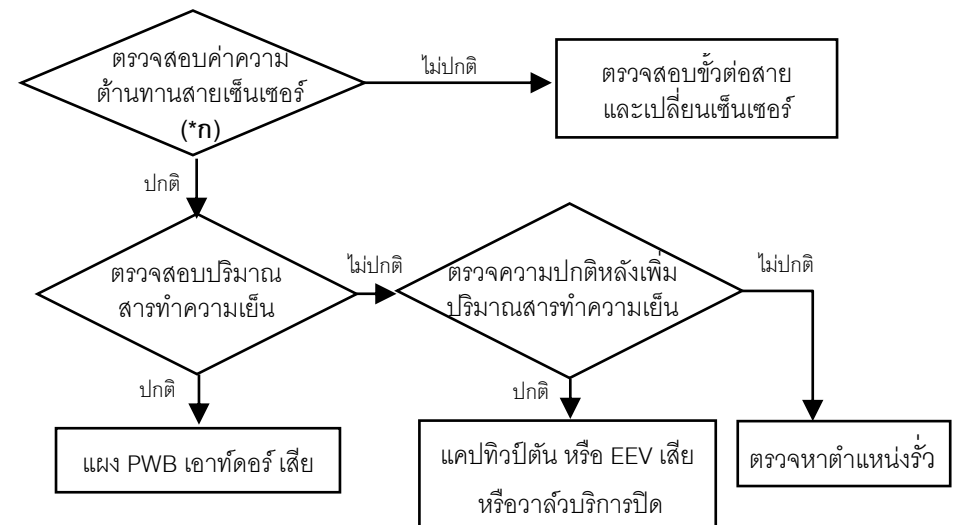 ตรวจสอบค่าความ
ต้านทานสายเซ็นเซอร์
(*ก)
ไม่ปกติ
ตรวจสอบขั้วต่อสาย
และเปลี่ยนเซ็นเซอร์
ปกติ
ตรวจสอบปริมาณ
สารทำความเย็น
ไม่ปกติ
ตรวจความปกติหลังเพิ่ม
ปริมาณสารทำความเย็น
ไม่ปกติ
ปกติ
ปกติ
แผง PWB เอาท์ดอร์ เสีย
แคปทิวป์ตัน หรือ EEV เสีย
หรือวาล์วบริการปิด
ตรวจหาตำแหน่งรั่ว